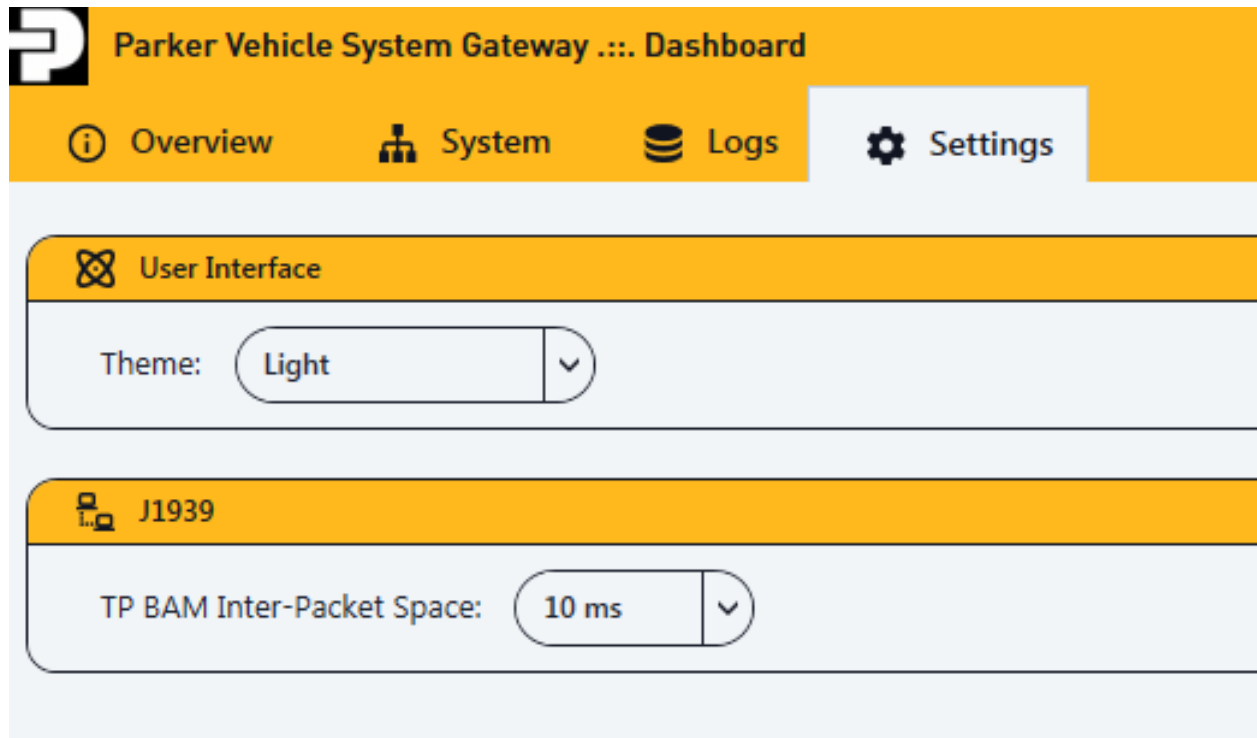 Parker Vehicle System Gateway .::. Dashboard
Overview System Logs Settings
User Interface
Theme: Light
J1939
TP BAM Inter-Packet Space: 10 ms